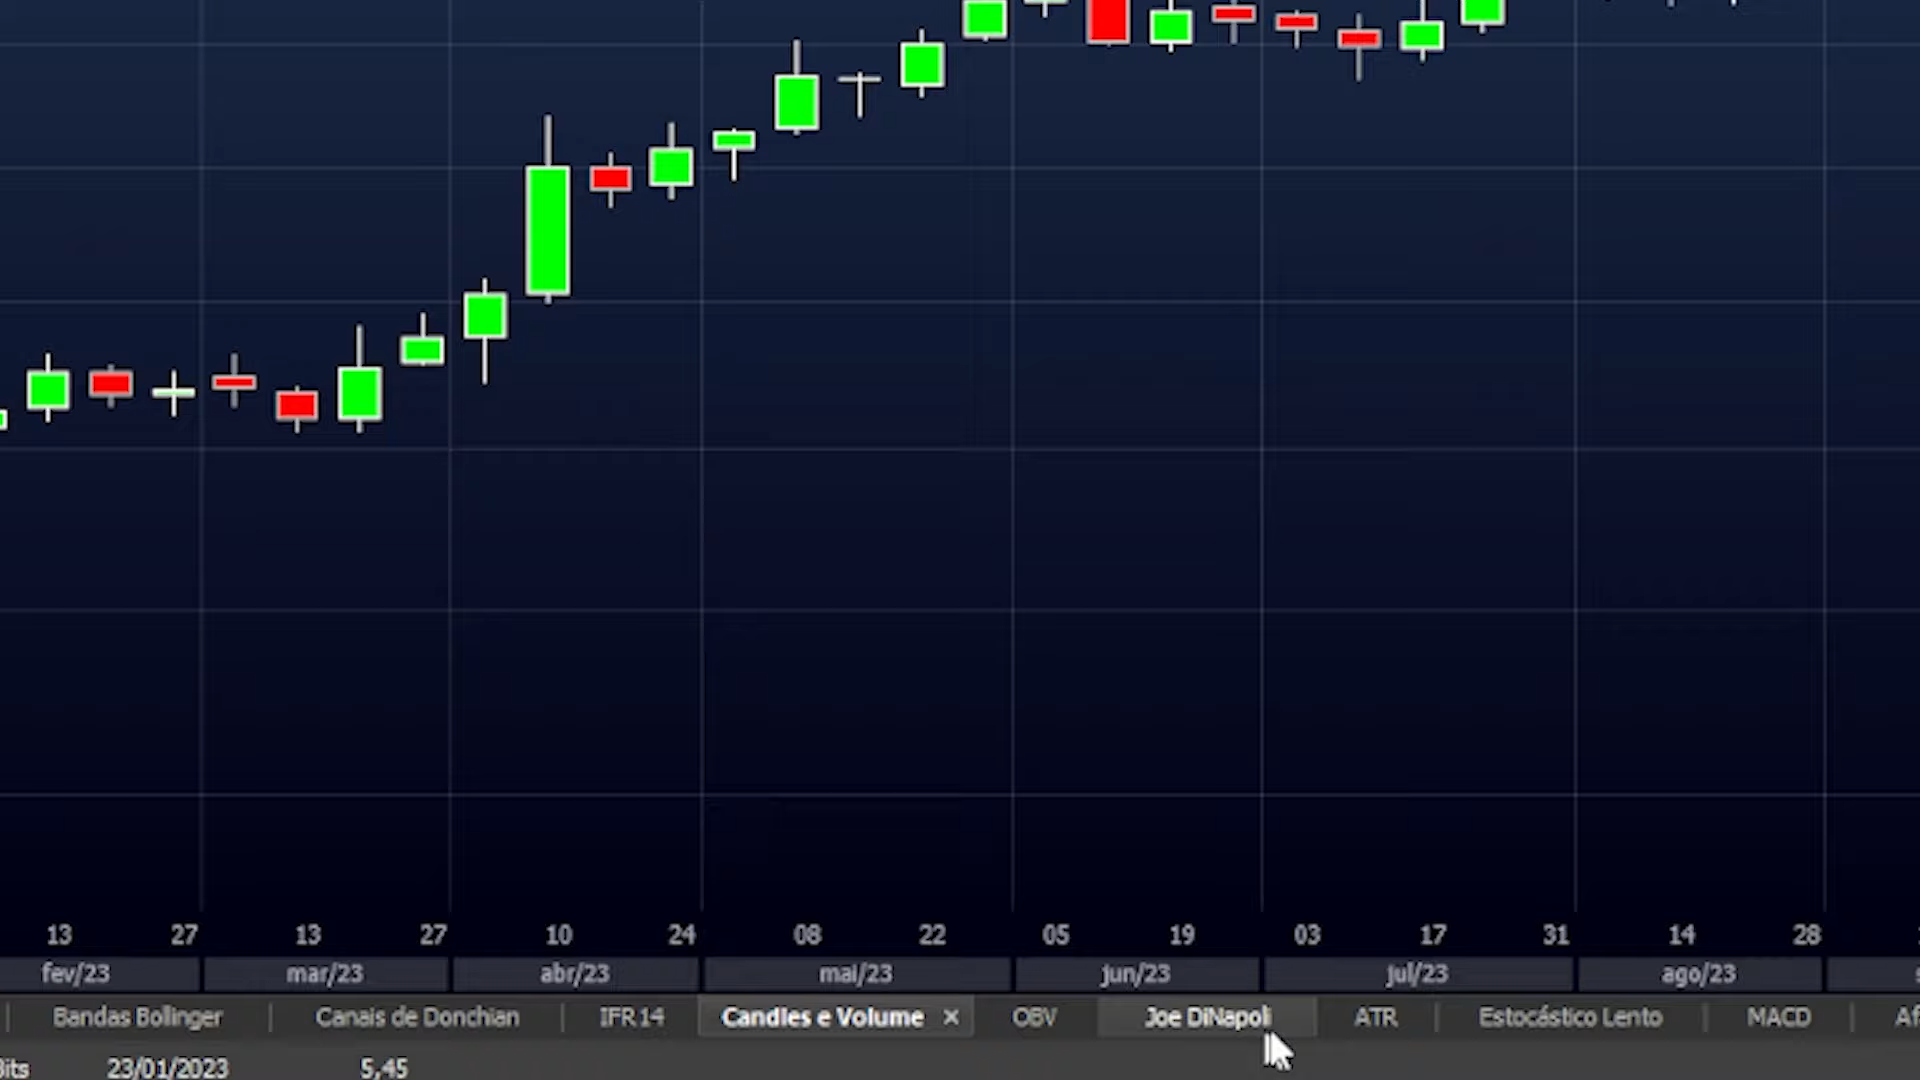 13 27 13 27 10 24 08 22 05 19 03 17 31 14 28
fev/23 mar/23 abr/23 mai/23 jun/23 jul/23 ago/23
Bandas Bollinger Canais de Donchian IFR14 Candles e Volume × OBV Joe DiNapoli ATR Estocástico Lento MACD
23/01/2023 5,45